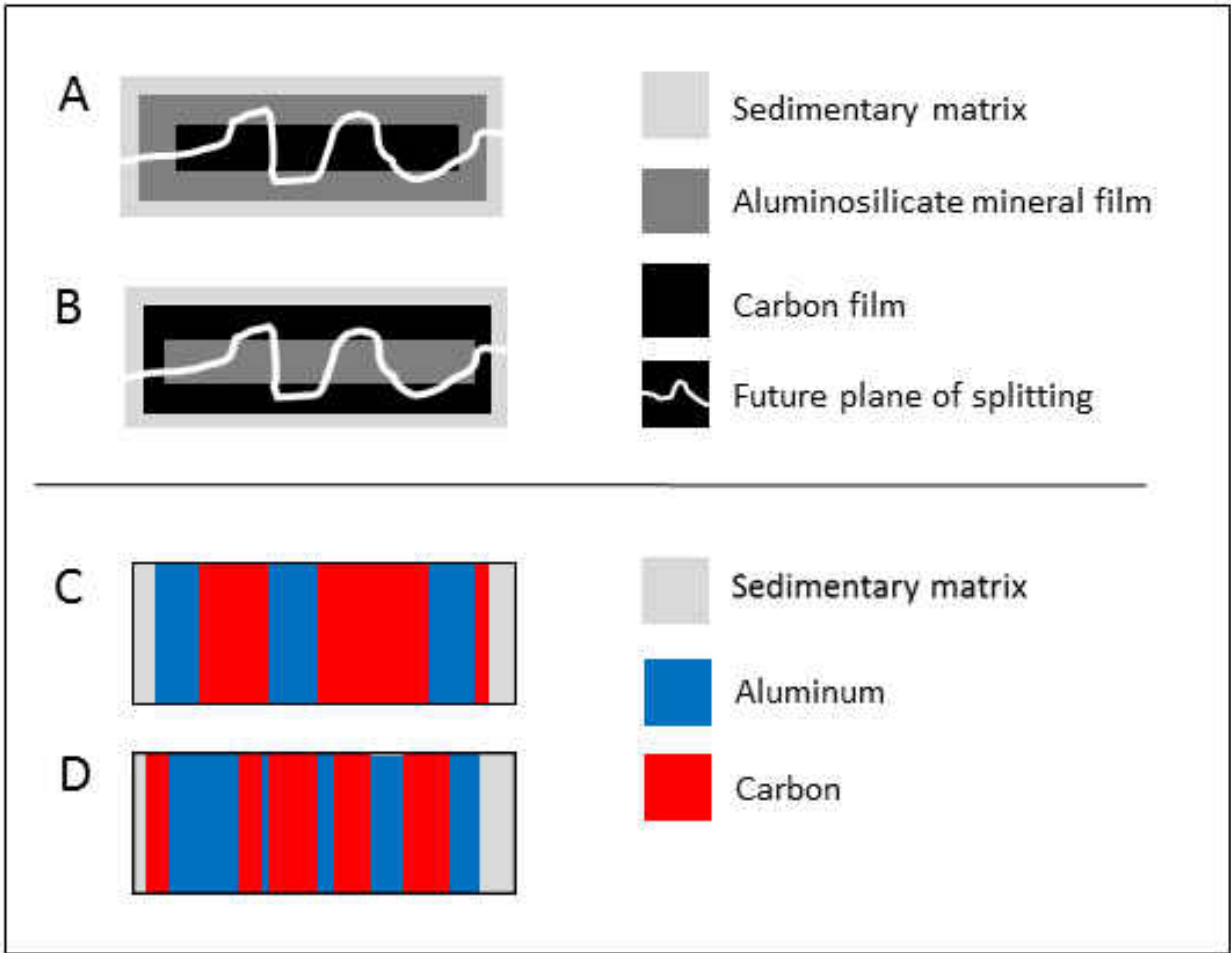 A
Sedimentary matrix
Aluminosilicate mineral film
B
Carbon film
Future plane of splitting
C
Sedimentary matrix
Aluminum
D
Carbon